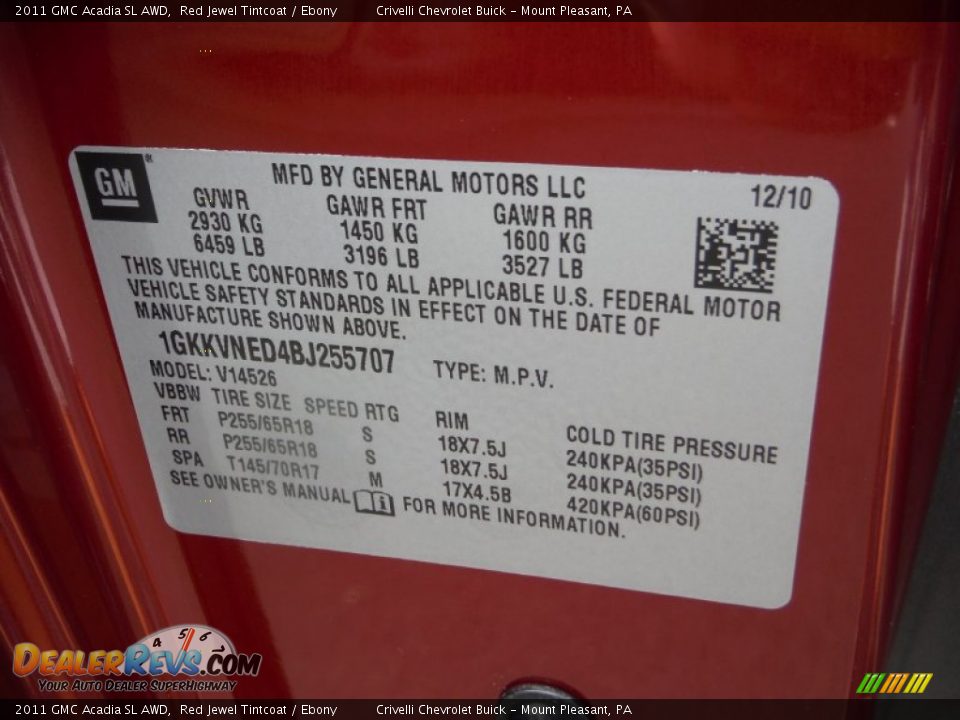 2011 GMC Acadia SL AWD, Red Jewel Tintcoat / Ebony Crivelli Chevrolet Buick - Mount Pleasant, PA
GM
MFD BY GENERAL MOTORS LLC 12/10
GVWR GAWR FRT GAWR RR
2930 KG 1450 KG 1600 KG
6459 LB 3196 LB 3527 LB
THIS VEHICLE CONFORMS TO ALL APPLICABLE U.S. FEDERAL MOTOR
VEHICLE SAFETY STANDARDS IN EFFECT ON THE DATE OF
MANUFACTURE SHOWN ABOVE.
1GKKVNED4BJ255707 TYPE: M.P.V.
MODEL: V14526
VBBW TIRE SIZE SPEED RTG RIM COLD TIRE PRESSURE
FRT P255/65R18 S 18X7.5J 240KPA(35PSI)
RR P255/65R18 S 18X7.5J 240KPA(35PSI)
SPA T145/70R17 M 17X4.5B 420KPA(60PSI)
SEE OWNER'S MANUAL FOR MORE INFORMATION.
4 5 6
DealerRevs.com
Your Auto Dealer SuperHighway
2011 GMC Acadia SL AWD, Red Jewel Tintcoat / Ebony Crivelli Chevrolet Buick - Mount Pleasant, PA